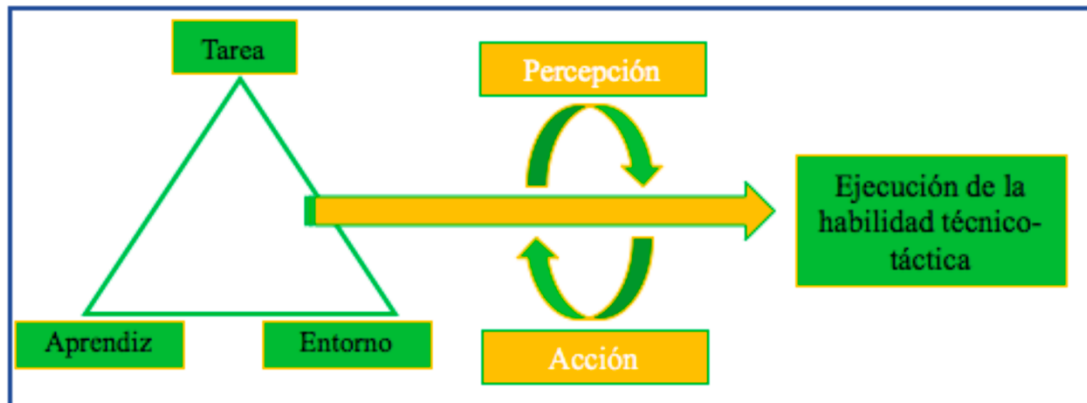 Tarea
Percepción
Ejecución de la
habilidad técnico-
táctica
Aprendiz
Entorno
Acción